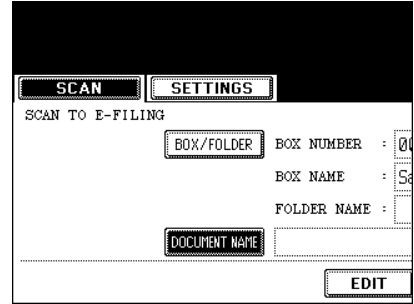 SCAN SETTINGS
SCAN TO E-FILING
BOX/FOLDER BOX NUMBER :
BOX NAME :
FOLDER NAME :
DOCUMENT NAME
EDIT